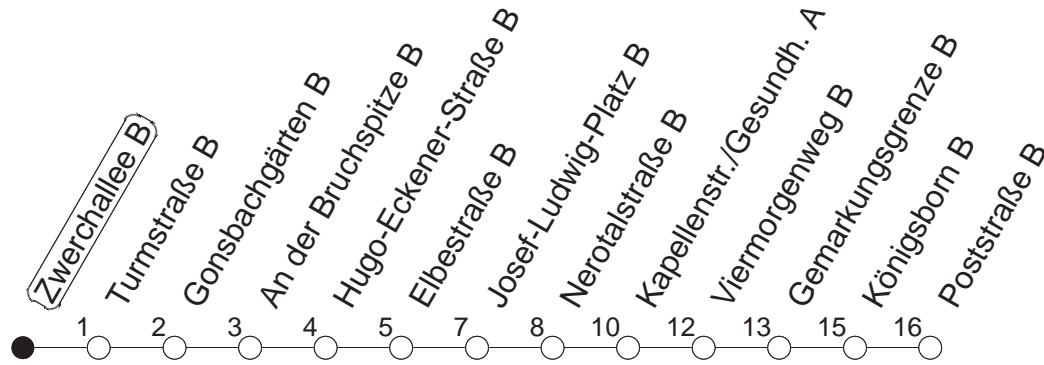 Zwerchallee B
Turmstraße B
Gonsbachgärten B
An der Bruchspitze B
Hugo-Eckener-Straße B
Elbestraße B
Josef-Ludwig-Platz B
Nerotalstraße B
Kapellenstr./Gesundh. A
Viermorgenweg B
Gemarkungsgrenze B
Königsborn B
Poststraße B
1 2 3 4 5 7 8 10 12 13 15 16